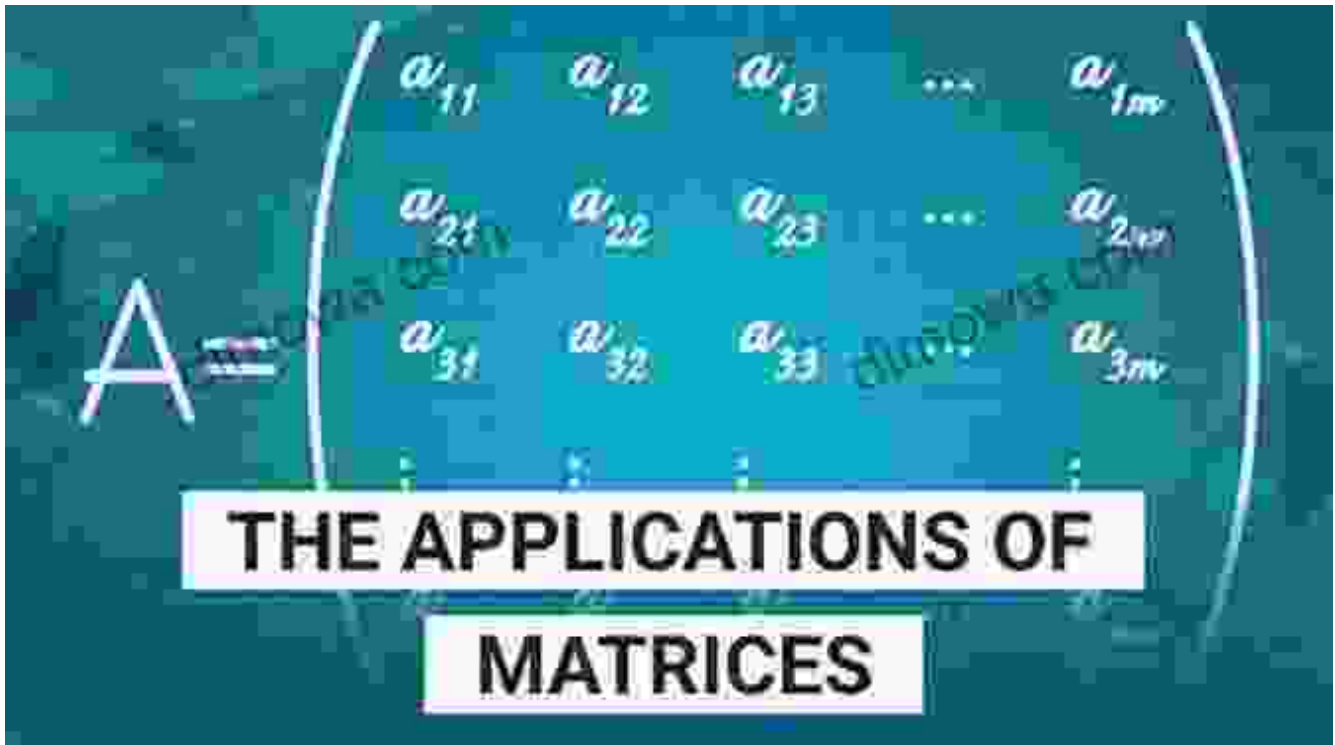 a11 a12 a13 ... a1m
a21 a22 a23 ... a2m
A= a31 a32 a33 ... a3m
THE APPLICATIONS OF
MATRICES